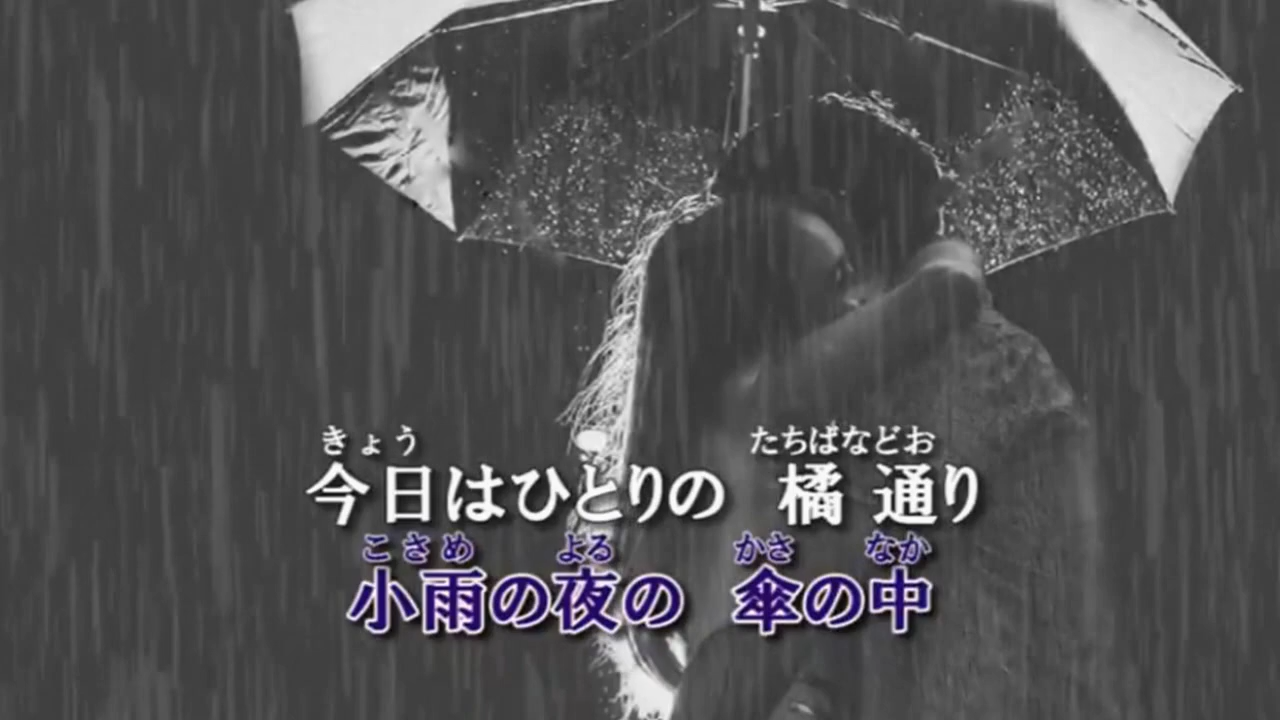 きょう たちばなどお
今日はひとりの 橘通り
こさめ よる かさ なか
小雨の夜の 傘の中